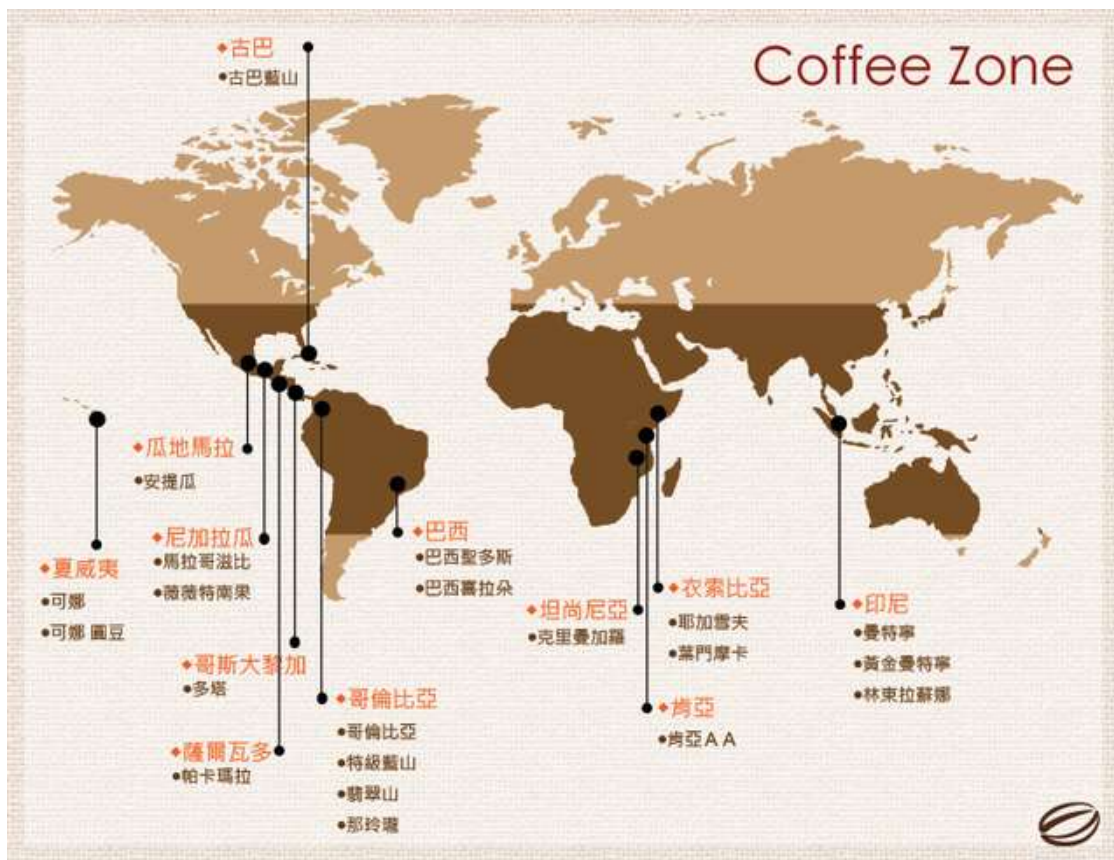 Coffee Zone
◆古巴
●古巴藍山
◆瓜地馬拉
●安提瓜
◆尼加拉瓜
●馬拉哥滋比
●薇薇特南果
◆夏威夷
●可娜
●可娜 圓豆
◆哥斯大黎加
●多塔
◆薩爾瓦多
●帕卡瑪拉
◆哥倫比亞
●哥倫比亞
●特級藍山
●翡翠山
●那玲瓏
◆巴西
●巴西聖多斯
●巴西喜拉朵
◆坦尚尼亞
●克里曼加羅
◆衣索比亞
●耶加雪夫
●葉門摩卡
◆肯亞
●肯亞ＡＡ
◆印尼
●曼特寧
●黃金曼特寧
●林東拉蘇娜